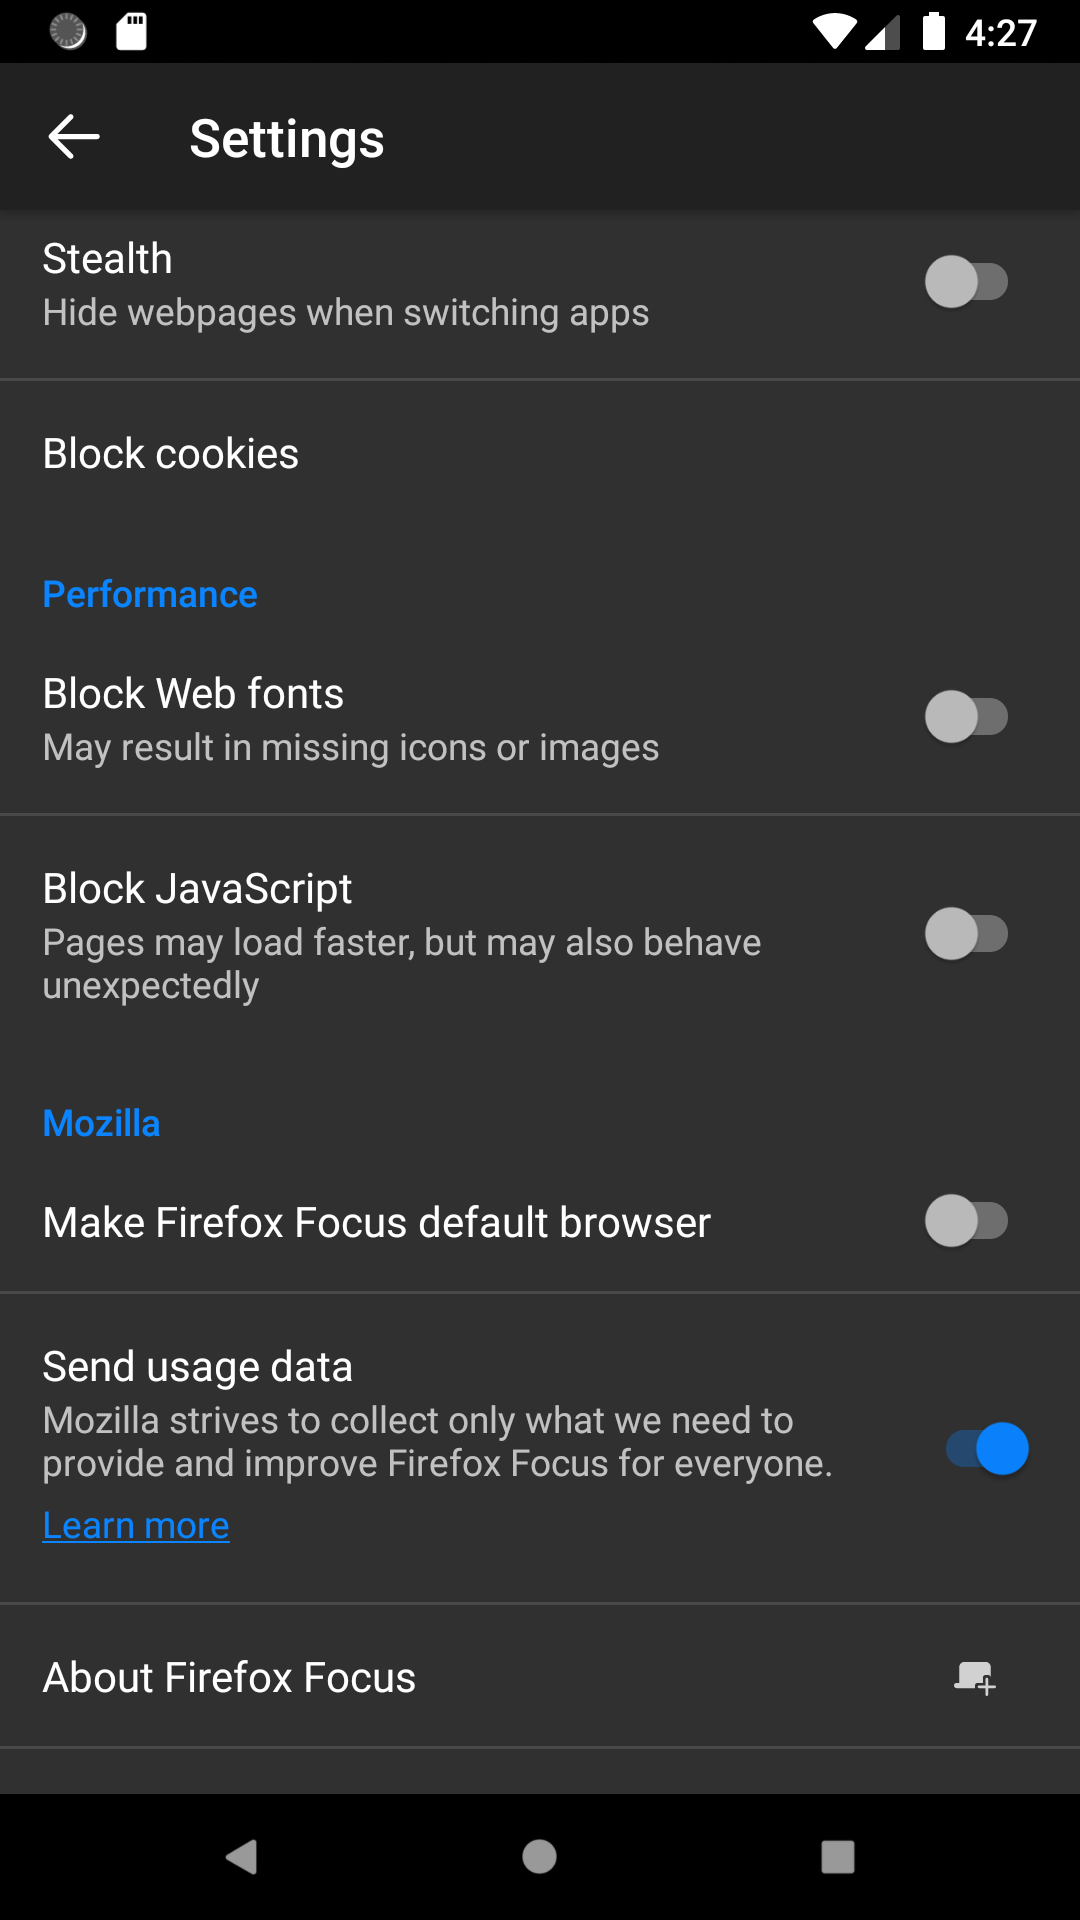 4:27
Settings
Stealth
Hide webpages when switching apps
Block cookies
Performance
Block Web fonts
May result in missing icons or images
Block JavaScript
Pages may load faster, but may also behave
unexpectedly
Mozilla
Make Firefox Focus default browser
Send usage data
Mozilla strives to collect only what we need to
provide and improve Firefox Focus for everyone.
Learn more
About Firefox Focus